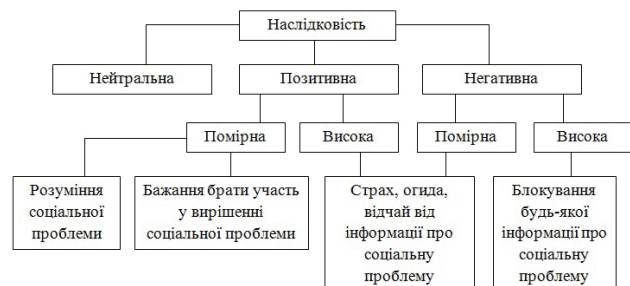 Наслідковість
Нейтральна
Позитивна
Негативна
Помірна
Висока
Помірна
Висока
Розуміння
соціальної
проблеми
Бажання брати участь
у вирішенні
соціальної проблеми
Страх, огида,
відчай від
інформації про
соціальну
проблему
Блокування
будь-якої
інформації про
соціальну
проблему